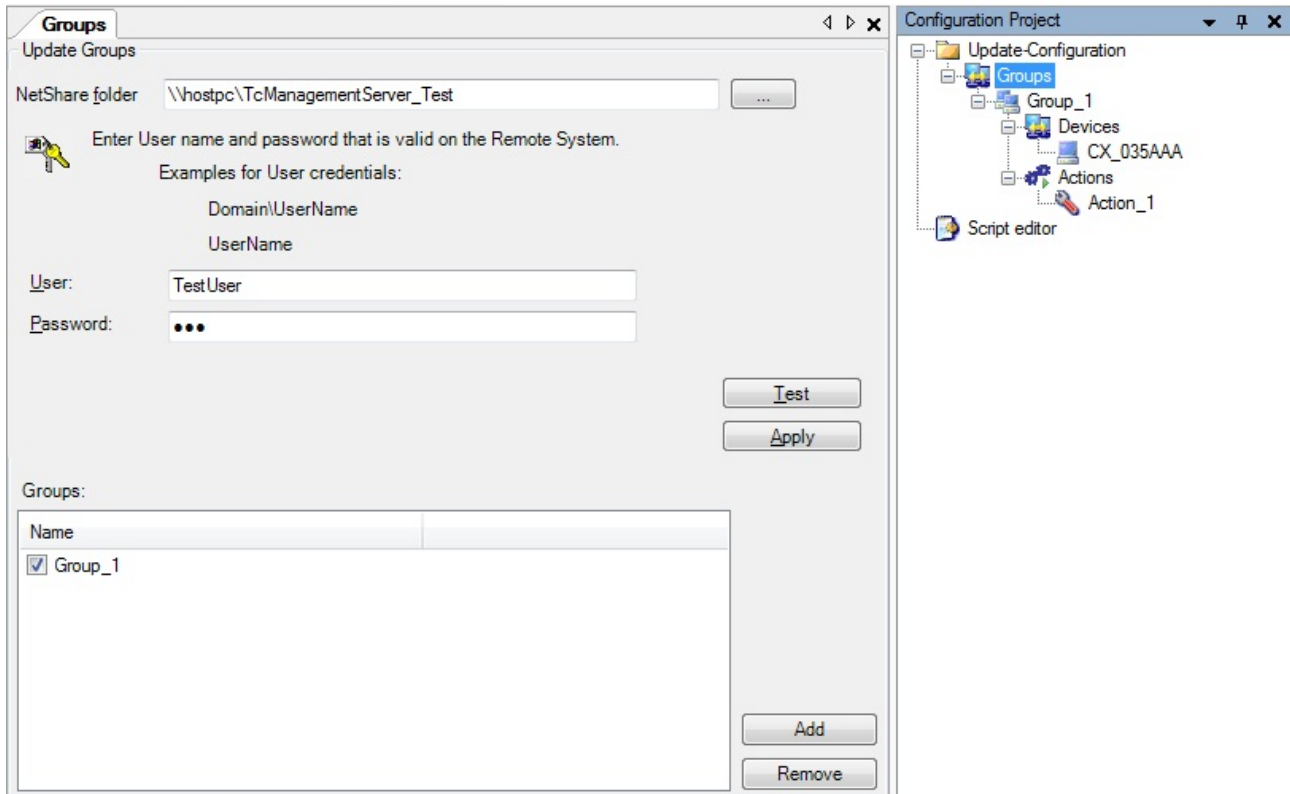 Groups
Update Groups
NetShare folder
\\hostpc\TcManagementServer_Test
...
Enter User name and password that is valid on the Remote System.
Examples for User credentials:
Domain\UserName
UserName
User:
TestUser
Password:
●●●
Test
Apply
Groups:
Name
Group_1
Add
Remove
Configuration Project
Update-Configuration
Groups
Group_1
Devices
CX_035AAA
Actions
Action_1
Script editor